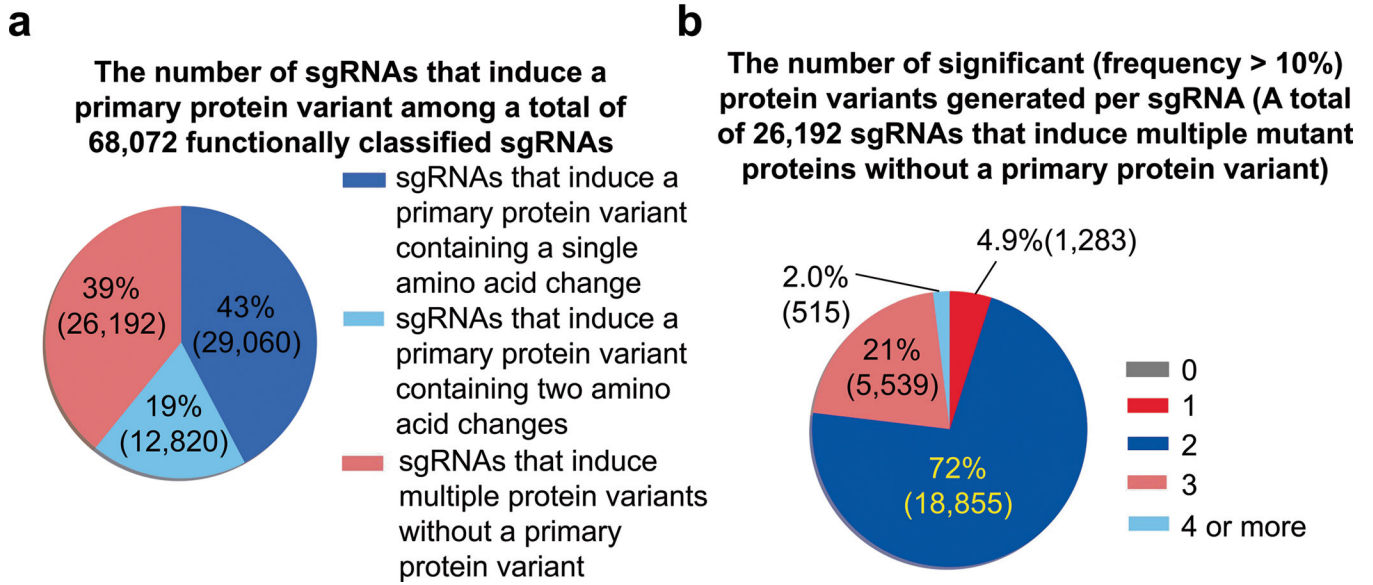 a
The number of sgRNAs that induce a
primary protein variant among a total of
68,072 functionally classified sgRNAs
39%
(26,192)
43%
(29,060)
19%
(12,820)
sgRNAs that induce a
primary protein variant
containing a single
amino acid change
sgRNAs that induce a
primary protein variant
containing two amino
acid changes
sgRNAs that induce
multiple protein variants
without a primary
protein variant
b
The number of significant (frequency > 10%)
protein variants generated per sgRNA (A total
of 26,192 sgRNAs that induce multiple mutant
proteins without a primary protein variant)
4.9%(1,283)
2.0%
(515)
21%
(5,539)
72%
(18,855)
0
1
2
3
4 or more